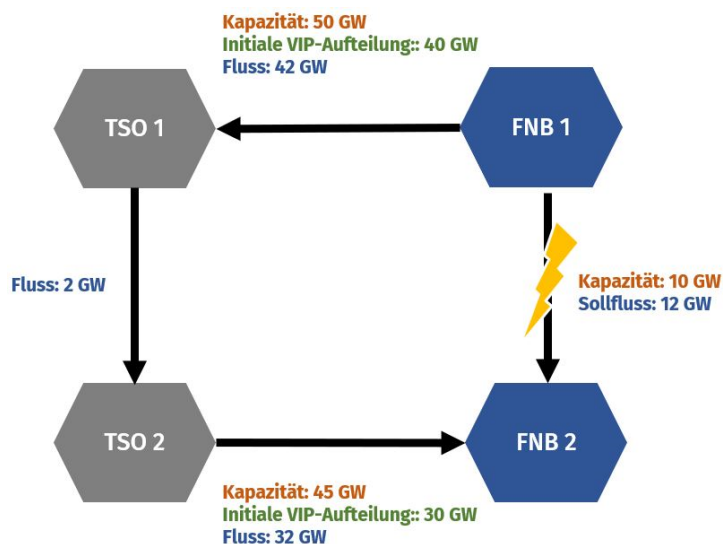 Kapazität: 50 GW
Initiale VIP-Aufteilung:: 40 GW
Fluss: 42 GW
TSO 1
FNB 1
Fluss: 2 GW
Kapazität: 10 GW
Sollfluss: 12 GW
TSO 2
FNB 2
Kapazität: 45 GW
Initiale VIP-Aufteilung:: 30 GW
Fluss: 32 GW